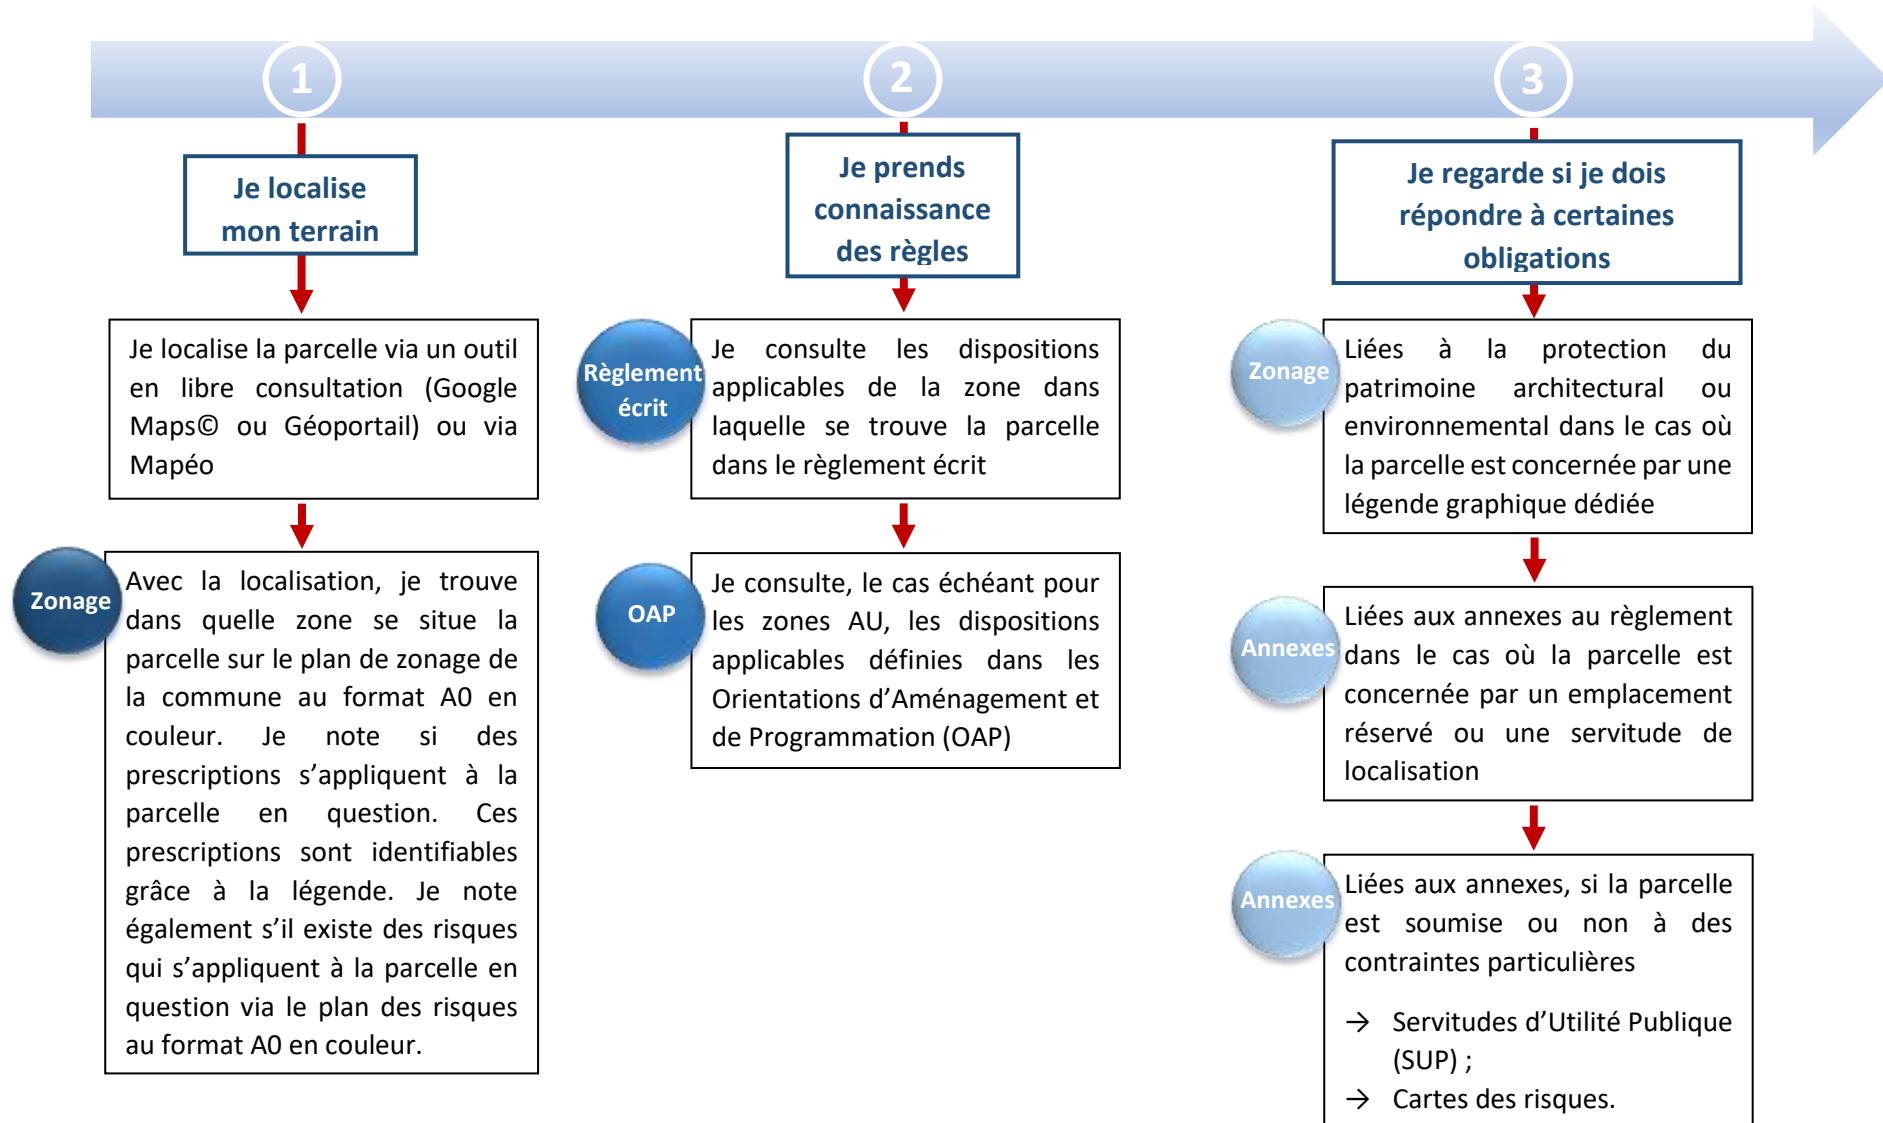 1
Je localise
mon terrain
Je localise la parcelle via un outil
en libre consultation (Google
Maps© ou Géoportail) ou via
Mapéo
Zonage
Avec la localisation, je trouve
dans quelle zone se situe la
parcelle sur le plan de zonage de
la commune au format A0 en
couleur. Je note si des
prescriptions s’appliquent à la
parcelle en question. Ces
prescriptions sont identifiables
grâce à la légende. Je note
également s’il existe des risques
qui s’appliquent à la parcelle en
question via le plan des risques
au format A0 en couleur.
2
Je prends
connaissance
des règles
Règlement
écrit
Je consulte les dispositions
applicables de la zone dans
laquelle se trouve la parcelle
dans le règlement écrit
OAP
Je consulte, le cas échéant pour
les zones AU, les dispositions
applicables définies dans les
Orientations d’Aménagement et
de Programmation (OAP)
3
Je regarde si je dois
répondre à certaines
obligations
Zonage
Liées à la protection du
patrimoine architectural ou
environnemental dans le cas où
la parcelle est concernée par une
légende graphique dédiée
Annexes
Liées aux annexes au règlement
dans le cas où la parcelle est
concernée par un emplacement
réservé ou une servitude de
localisation
Annexes
Liées aux annexes, si la parcelle
est soumise ou non à des
contraintes particulières
→ Servitudes d’Utilité Publique
(SUP) ;
→ Cartes des risques.